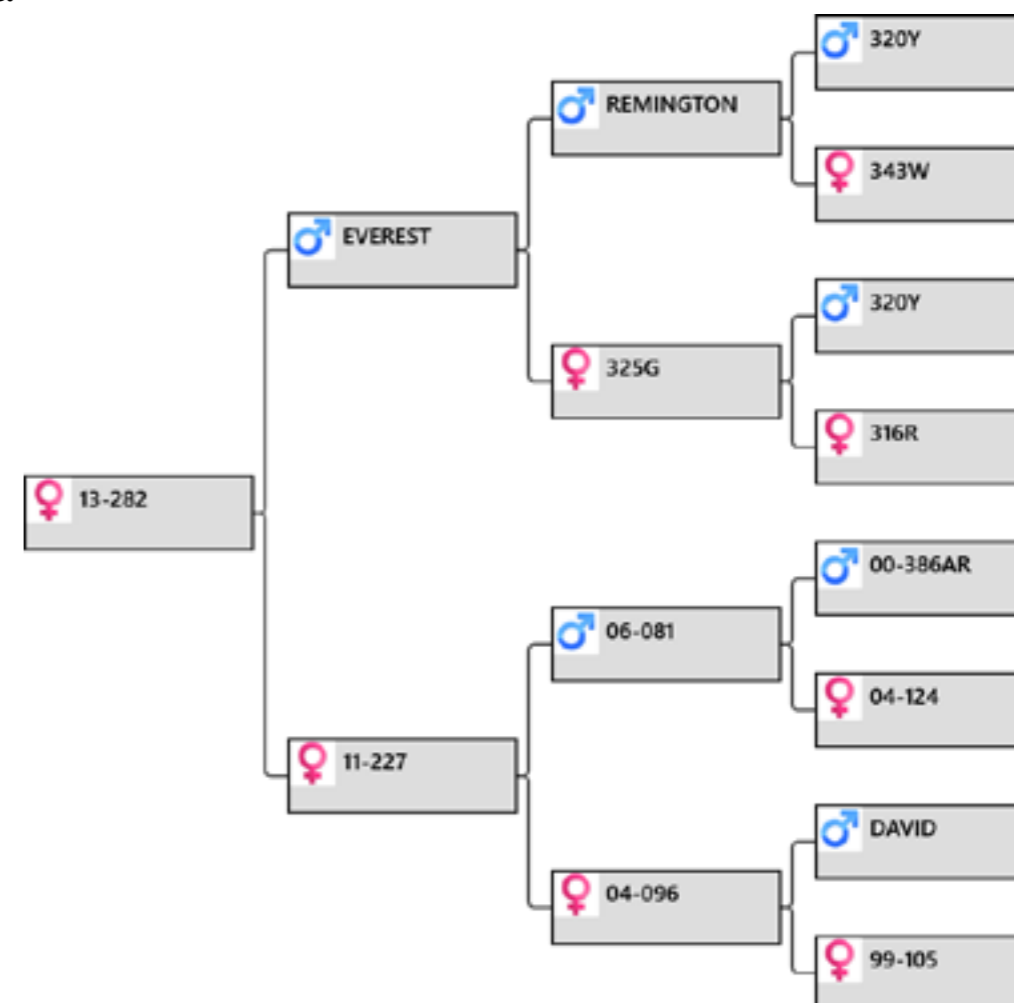 320Y
REMINGTON
343W
EVEREST
320Y
325G
316R
13-282
00-386AR
06-081
04-124
11-227
DAVID
04-096
99-105